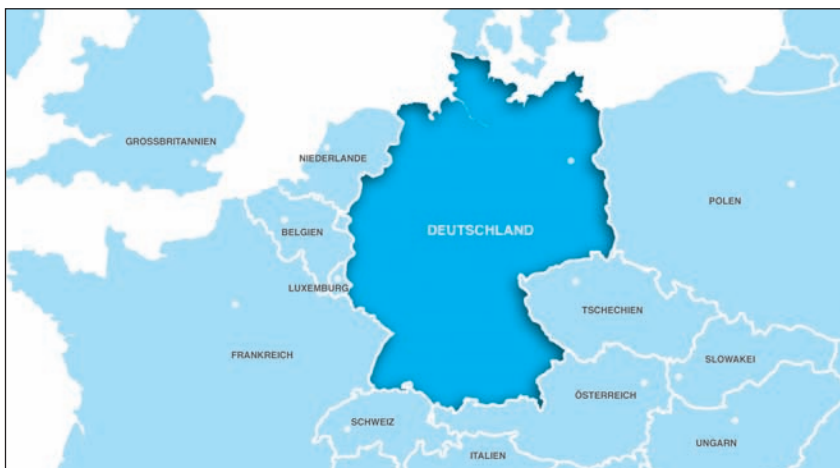 GROSSBRITANNIEN
NIEDERLANDE
POLEN
BELGIEN
DEUTSCHLAND
LUXEMBURG
TSCHECHIEN
FRANKREICH
SLOWAKEI
ÖSTERREICH
SCHWEIZ
UNGARN
ITALIEN